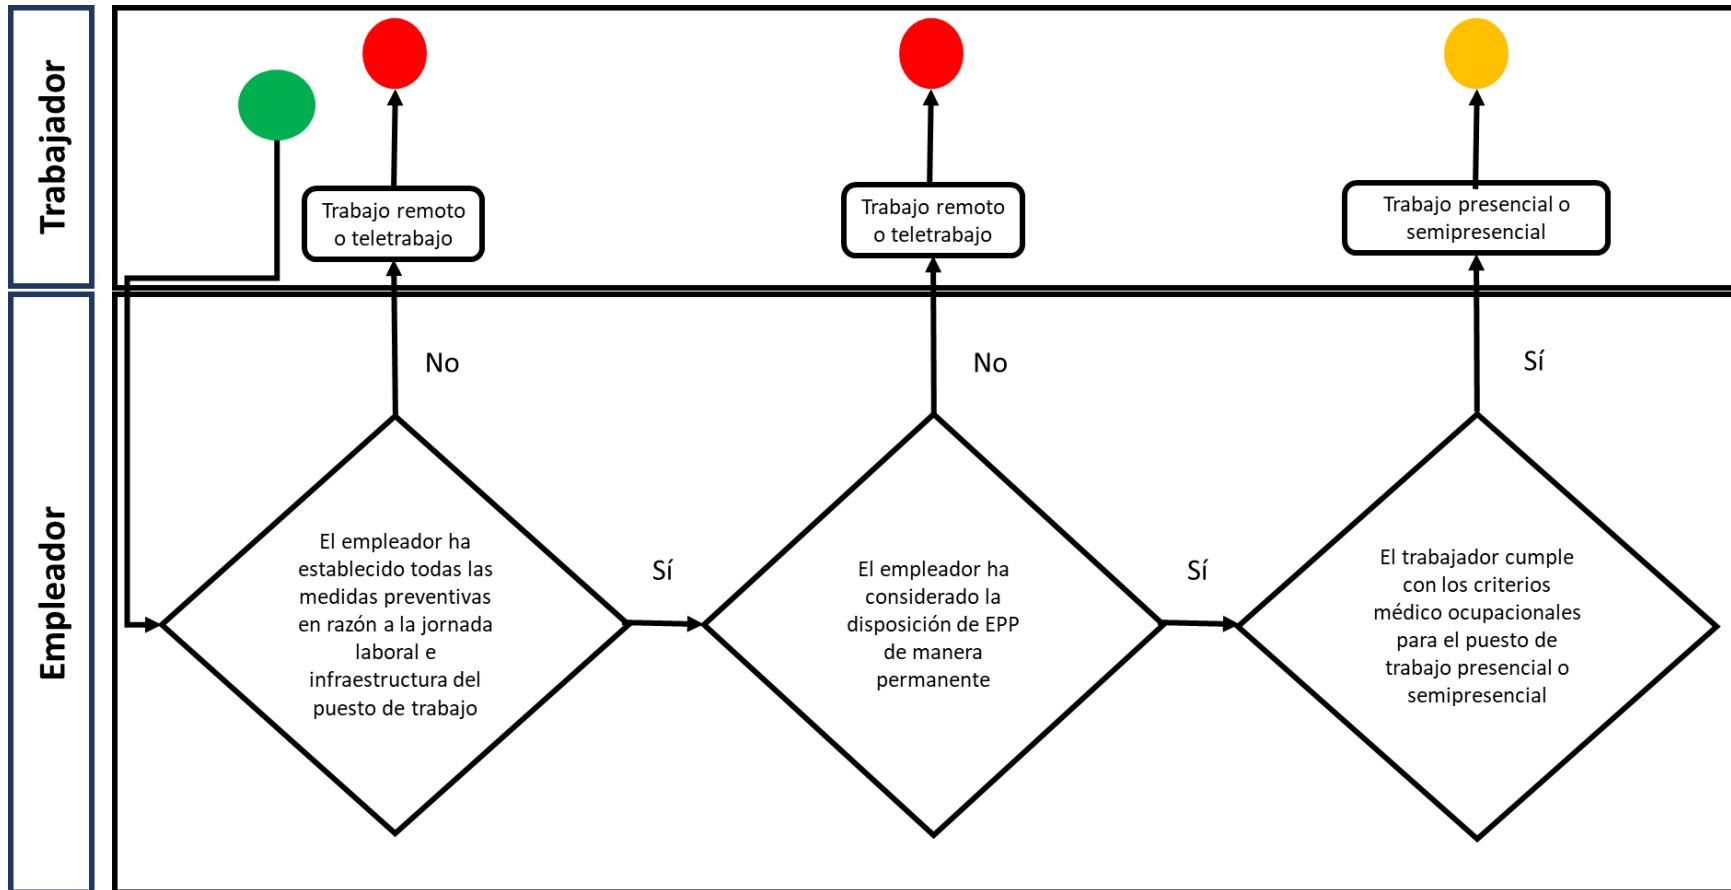 Trabajador
Trabajo remoto
o teletrabajo
Trabajo remoto
o teletrabajo
Trabajo presencial o
semipresencial
Empleador
No
No
Sí
El empleador ha
establecido todas las
medidas preventivas
en razón a la jornada
laboral e
infraestructura del
puesto de trabajo
Sí
El empleador ha
considerado la
disposición de EPP
de manera
permanente
Sí
El trabajador cumple
con los criterios
médico ocupacionales
para el puesto de
trabajo presencial o
semipresencial